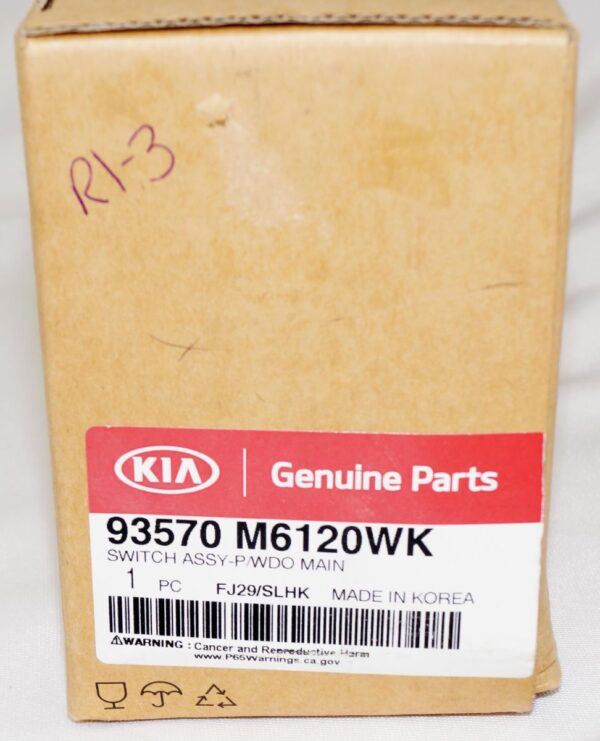 R1-3
KIA Genuine Parts
93570 M6120WK
SWITCH ASSY-P/WDO MAIN
1 PC FJ29/SLHK MADE IN KOREA
WARNING : Cancer and Reproductive Harm
www.P65Warnings.ca.gov